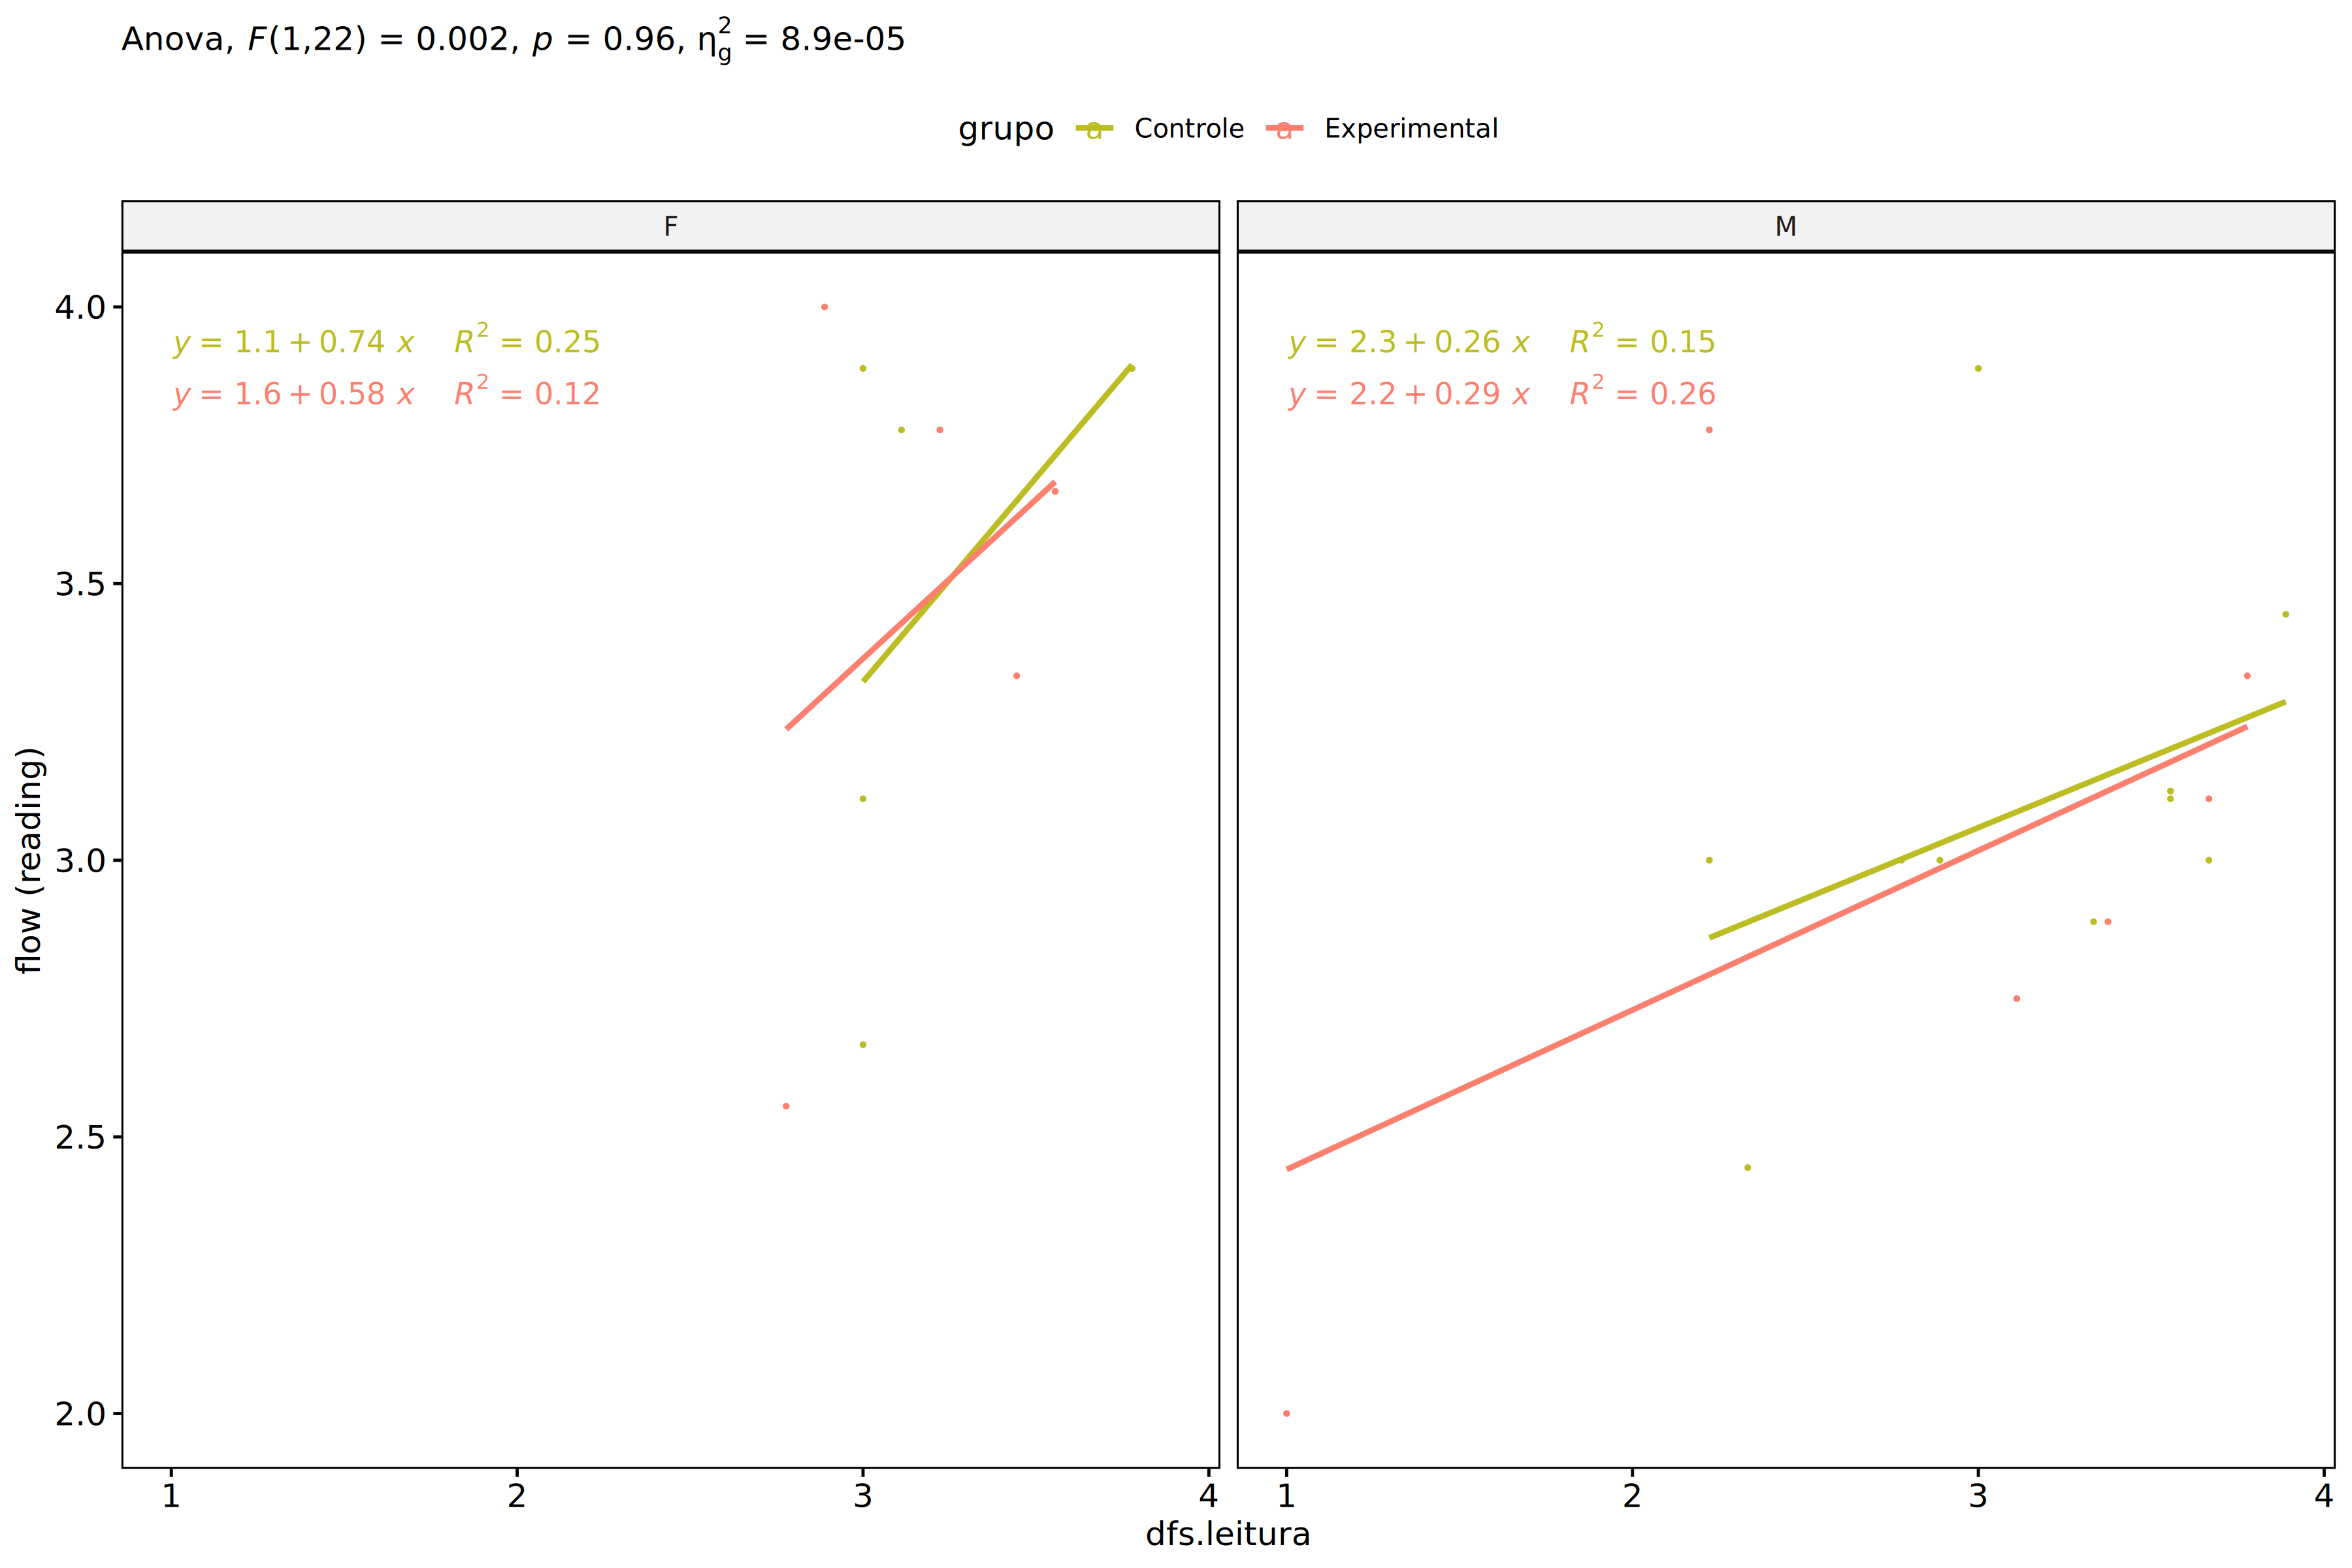 Anova, F(1,22) = 0.002, p = 0.96, η²g = 8.9e-05
grupo a Controle a Experimental
F
M
y = 1.1 + 0.74 x R² = 0.25
y = 1.6 + 0.58 x R² = 0.12
y = 2.3 + 0.26 x R² = 0.15
y = 2.2 + 0.29 x R² = 0.26
flow (reading)
4.0
3.5
3.0
2.5
2.0
1 2 3 4
1 2 3 4
dfs.leitura